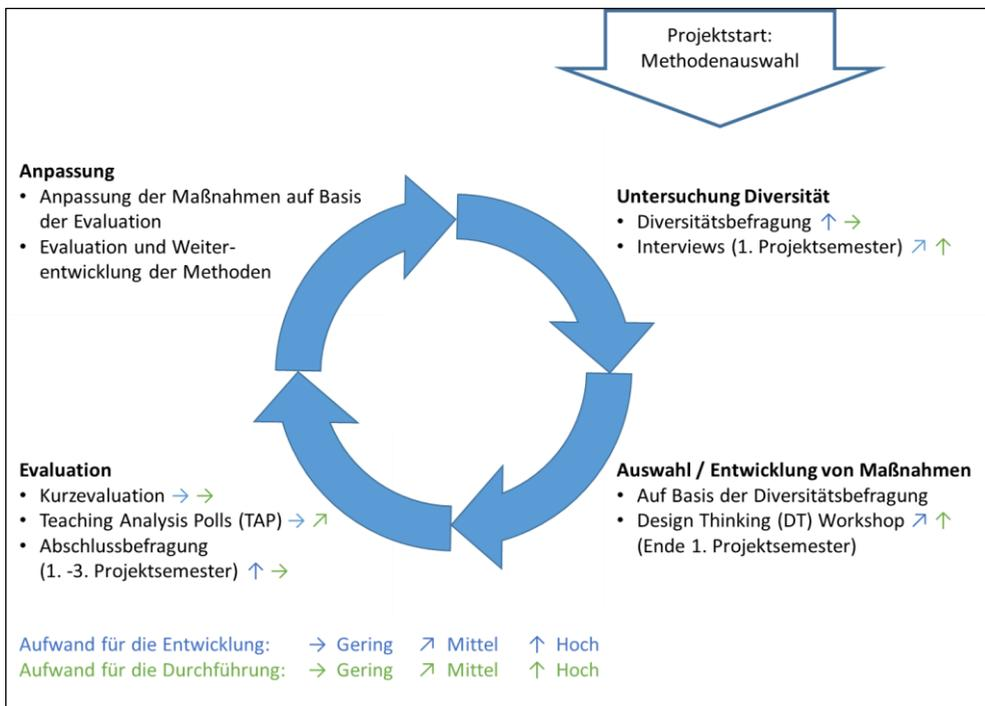 Projektstart:
Methodenauswahl
Anpassung
• Anpassung der Maßnahmen auf Basis
der Evaluation
• Evaluation und Weiter-
entwicklung der Methoden
Untersuchung Diversität
• Diversitätsbefragung ↑ →
• Interviews (1. Projektsemester) ↗ ↑
Evaluation
• Kurzevaluation → →
• Teaching Analysis Polls (TAP) → ↗
• Abschlussbefragung
(1. -3. Projektsemester) ↑ →
Auswahl / Entwicklung von Maßnahmen
• Auf Basis der Diversitätsbefragung
• Design Thinking (DT) Workshop ↗ ↑
(Ende 1. Projektsemester)
Aufwand für die Entwicklung: → Gering ↗ Mittel ↑ Hoch
Aufwand für die Durchführung: → Gering ↗ Mittel ↑ Hoch